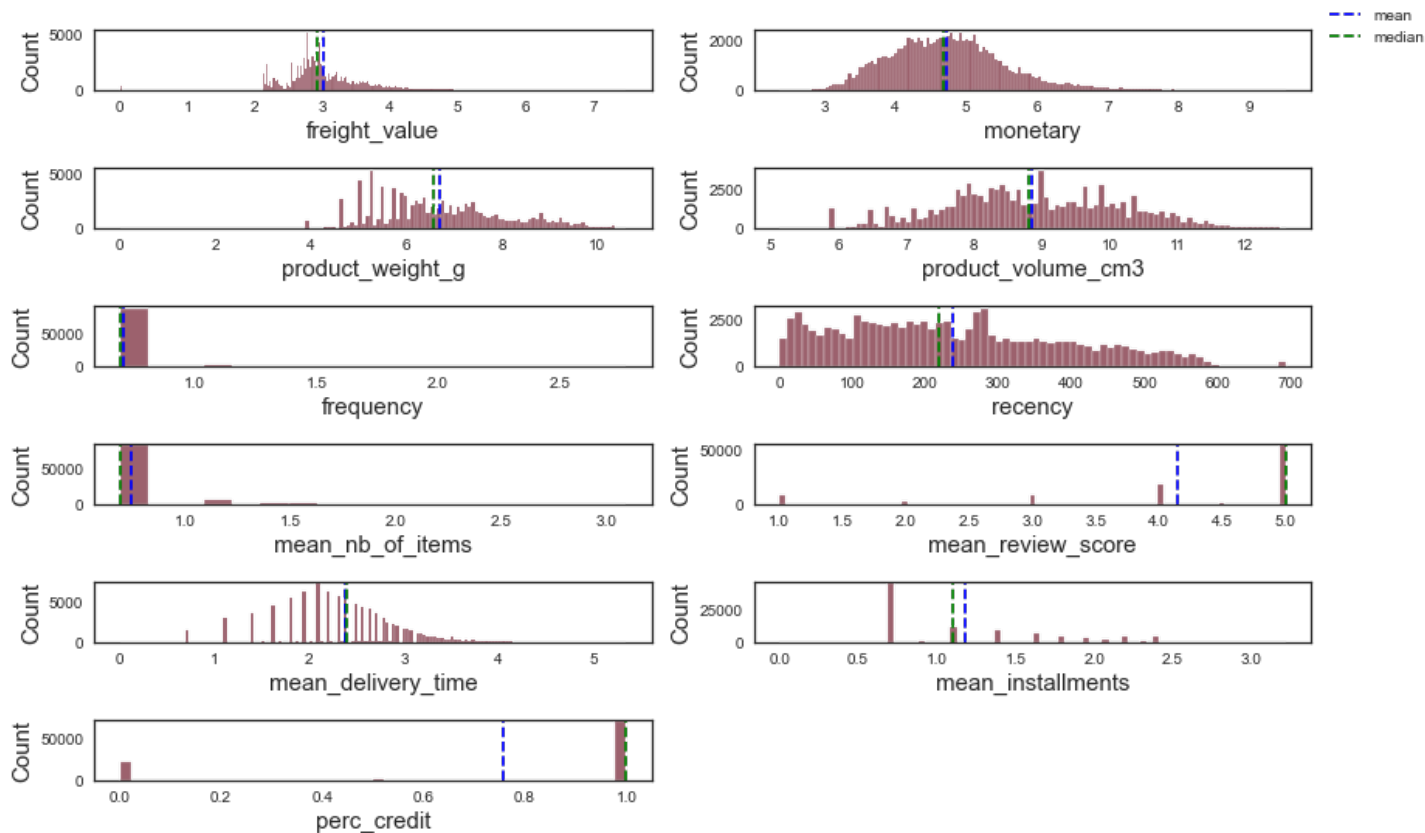 mean
median
Count
5000
0
0 1 2 3 4 5 6 7
freight_value
Count
2000
0
3 4 5 6 7 8 9
monetary
Count
5000
0
0 2 4 6 8 10
product_weight_g
Count
2500
0
5 6 7 8 9 10 11 12
product_volume_cm3
Count
50000
0
1.0 1.5 2.0 2.5
frequency
Count
2500
0
0 100 200 300 400 500 600 700
recency
Count
50000
0
1.0 1.5 2.0 2.5 3.0
mean_nb_of_items
Count
50000
0
1.0 1.5 2.0 2.5 3.0 3.5 4.0 4.5 5.0
mean_review_score
Count
5000
0
0 1 2 3 4 5
mean_delivery_time
Count
25000
0
0.0 0.5 1.0 1.5 2.0 2.5 3.0
mean_installments
Count
50000
0
0.0 0.2 0.4 0.6 0.8 1.0
perc_credit